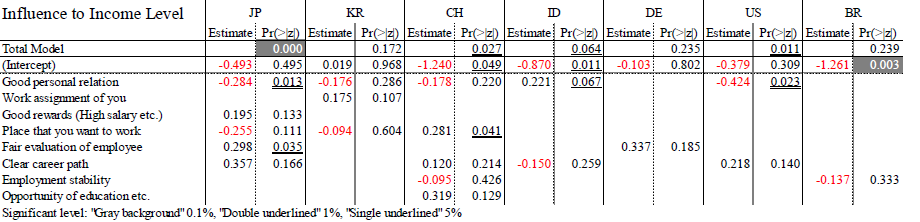 Influence to Income Level JP KR CH ID DE US BR
Estimate Pr(>|z|) Estimate Pr(>|z|) Estimate Pr(>|z|) Estimate Pr(>|z|) Estimate Pr(>|z|) Estimate Pr(>|z|) Estimate Pr(>|z|)
Total Model 0.000 0.172 0.027 0.064 0.235 0.011 0.239
(Intercept) -0.493 0.495 0.019 0.968 -1.240 0.049 -0.870 0.011 -0.103 0.802 -0.379 0.309 -1.261 0.003
Good personal relation -0.284 0.013 -0.176 0.286 -0.178 0.220 0.221 0.067 -0.424 0.023
Work assignment of you 0.175 0.107
Good rewards (High salary etc.) 0.195 0.133
Place that you want to work -0.255 0.111 -0.094 0.604 0.281 0.041
Fair evaluation of employee 0.298 0.035 0.337 0.185
Clear career path 0.357 0.166 0.120 0.214 -0.150 0.259 0.218 0.140
Employment stability -0.095 0.426 -0.137 0.333
Opportunity of education etc. 0.319 0.129
Significant level: "Gray background" 0.1%, "Double underlined" 1%, "Single underlined" 5%